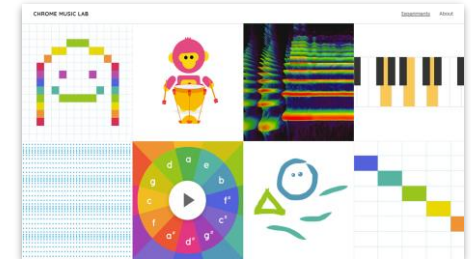 CHROME MUSIC LAB
Experiments About
a
d e
g b
c f°
f c°
a° g°
d°